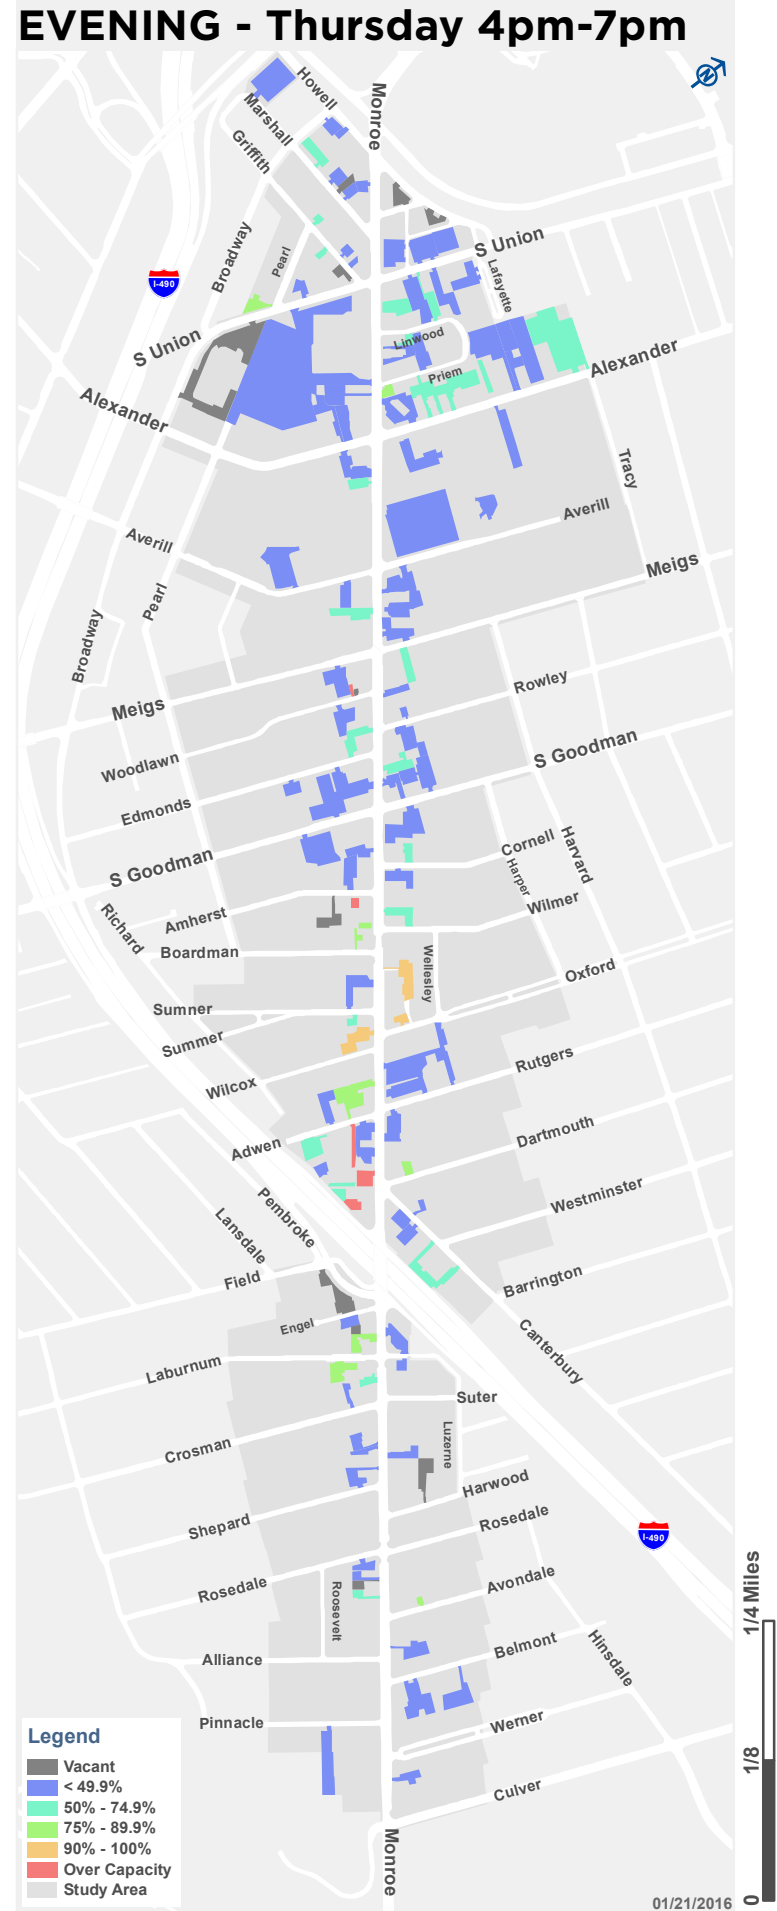 EVENING - Thursday 4pm-7pm
N
Howell
Monroe
Marshall
Griffith
Broadway
Pearl
S Union
Lafayette
I-490
S Union
Linwood
Priem
Alexander
Alexander
Tracy
Averill
Averill
Meigs
Pearl
Broadway
Meigs
Rowley
Woodlawn
S Goodman
Edmonds
S Goodman
Cornell
Harvard
Harper
Wilmer
Richard
Amherst
Boardman
Wellesley
Oxford
Sumner
Summer
Rutgers
Wilcox
Dartmouth
Adwen
Westminster
Pembroke
Lansdale
Field
Barrington
Engel
Canterbury
Laburnum
Suter
Luzerne
Crosman
Harwood
Shepard
Rosedale
I-490
Rosedale
Roosevelt
Avondale
Belmont
Hinsdale
Alliance
Pinnacle
Werner
Culver
Monroe
Legend
Vacant
< 49.9%
50% - 74.9%
75% - 89.9%
90% - 100%
Over Capacity
Study Area
1/4 Miles
1/8
0
01/21/2016